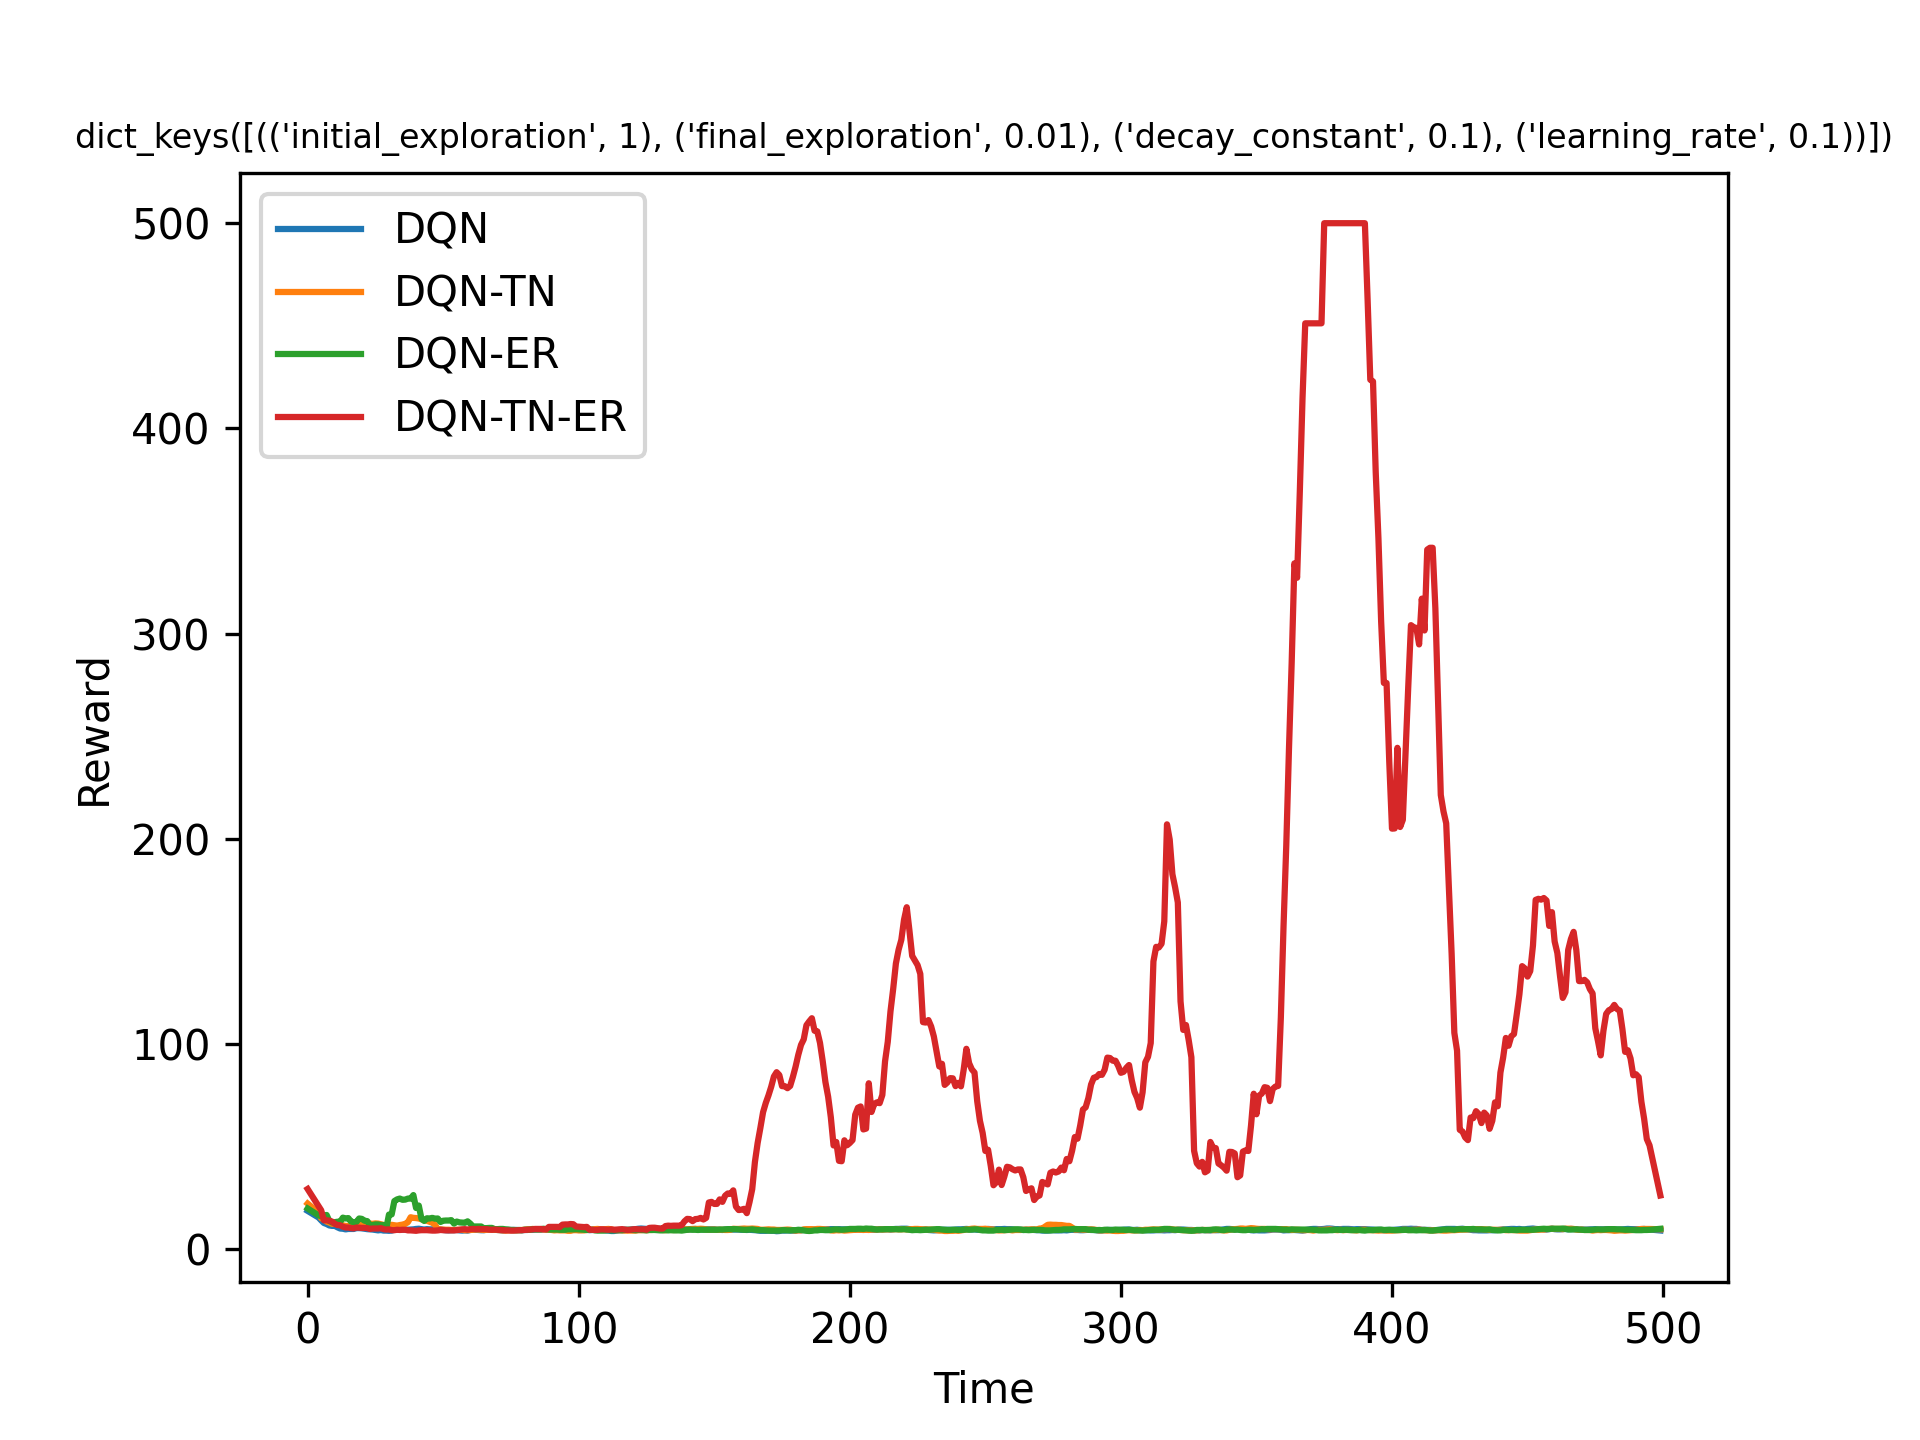 dict_keys([(('initial_exploration', 1), ('final_exploration', 0.01), ('decay_constant', 0.1), ('learning_rate', 0.1))])
DQN
DQN-TN
DQN-ER
DQN-TN-ER
500
400
300
200
100
0
Reward
0 100 200 300 400 500
Time